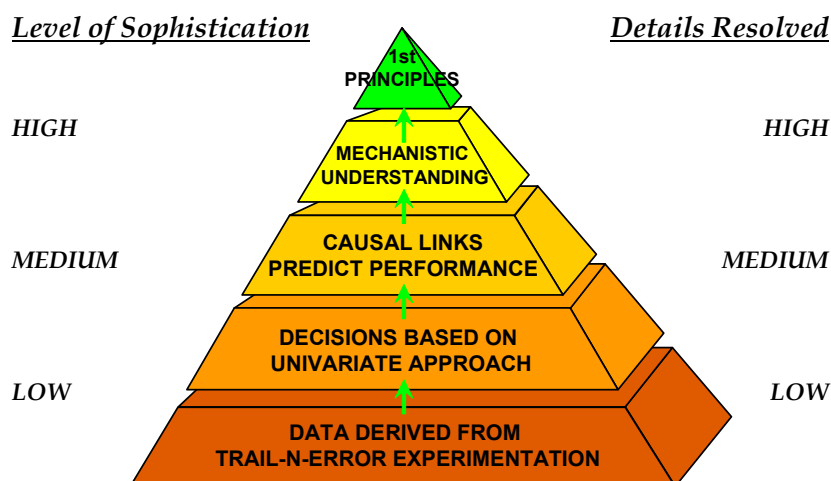 Level of Sophistication
Details Resolved
1st
PRINCIPLES
HIGH
HIGH
MECHANISTIC
UNDERSTANDING
CAUSAL LINKS
PREDICT PERFORMANCE
MEDIUM
MEDIUM
DECISIONS BASED ON
UNIVARIATE APPROACH
LOW
LOW
DATA DERIVED FROM
TRAIL-N-ERROR EXPERIMENTATION